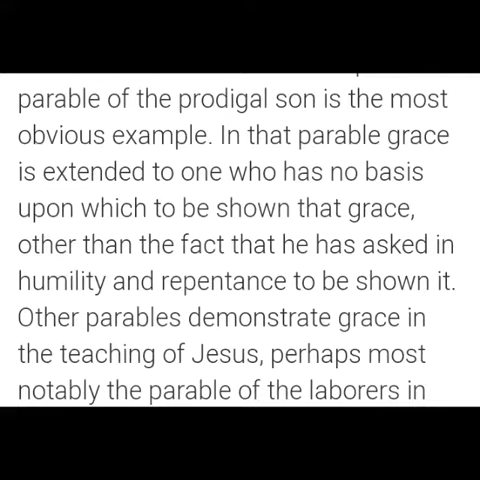 parable of the prodigal son is the most
obvious example. In that parable grace
is extended to one who has no basis
upon which to be shown that grace,
other than the fact that he has asked in
humility and repentance to be shown it.
Other parables demonstrate grace in
the teaching of Jesus, perhaps most
notably the parable of the laborers in